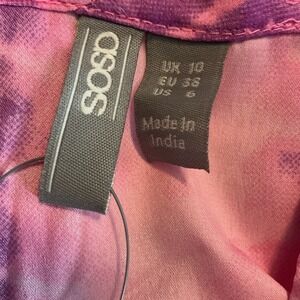 asos
UK 10
EU 38
US 6
Made In
India